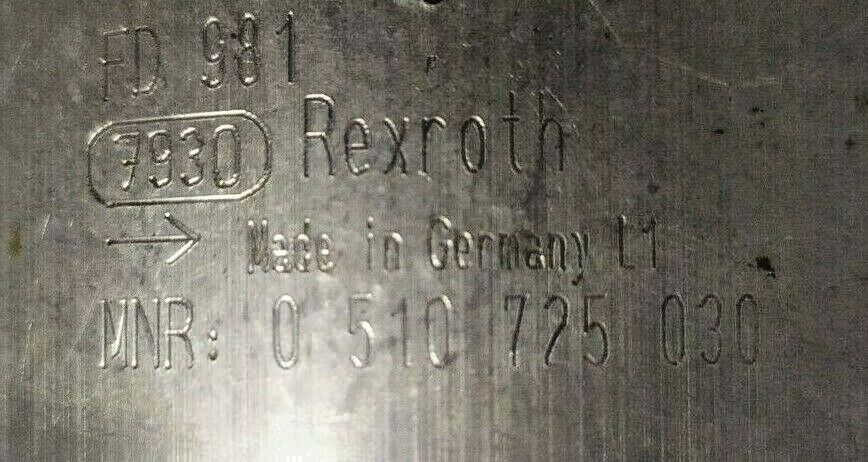 FD 981
7930 Rexroth
→ Made in Germany L1
MNR: 0 510 725 030